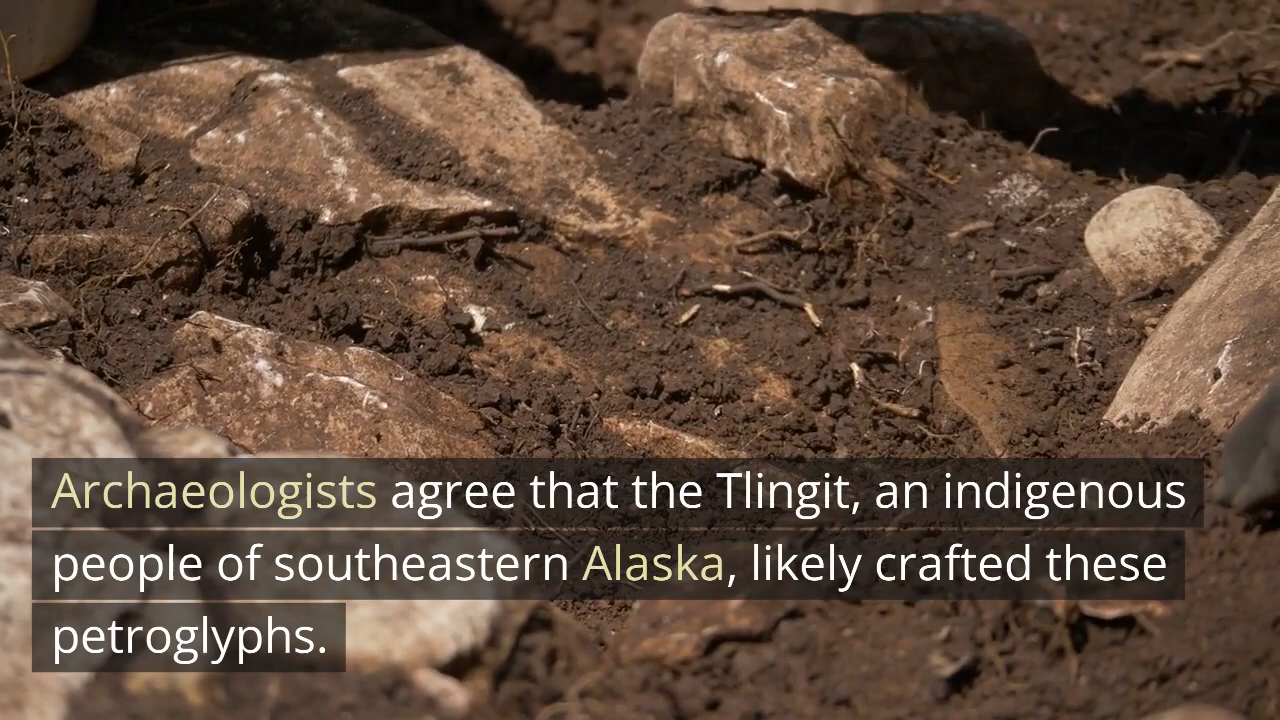 Archaeologists agree that the Tlingit, an indigenous
people of southeastern Alaska, likely crafted these
petroglyphs.